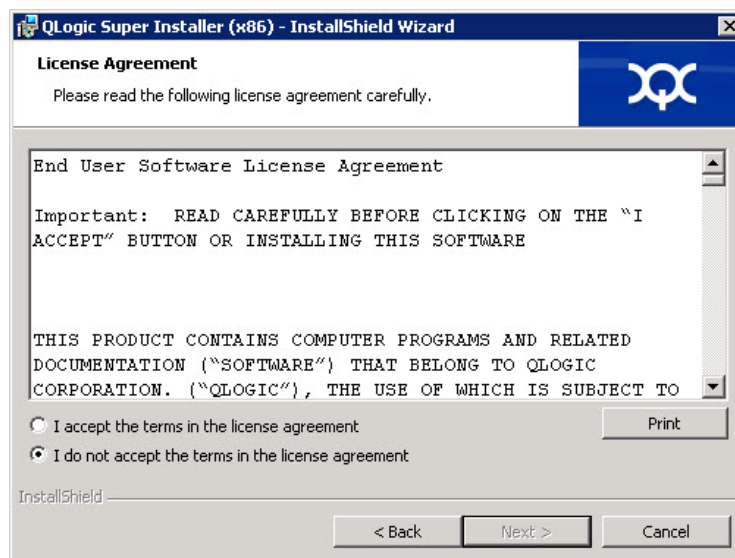 QLogic Super Installer (x86) - InstallShield Wizard
License Agreement
Please read the following license agreement carefully.
End User Software License Agreement
Important:  READ CAREFULLY BEFORE CLICKING ON THE “I
ACCEPT” BUTTON OR INSTALLING THIS SOFTWARE
THIS PRODUCT CONTAINS COMPUTER PROGRAMS AND RELATED
DOCUMENTATION (“SOFTWARE”) THAT BELONG TO QLOGIC
CORPORATION. (“QLOGIC”), THE USE OF WHICH IS SUBJECT TO
I accept the terms in the license agreement
Print
I do not accept the terms in the license agreement
InstallShield
< Back
Next >
Cancel